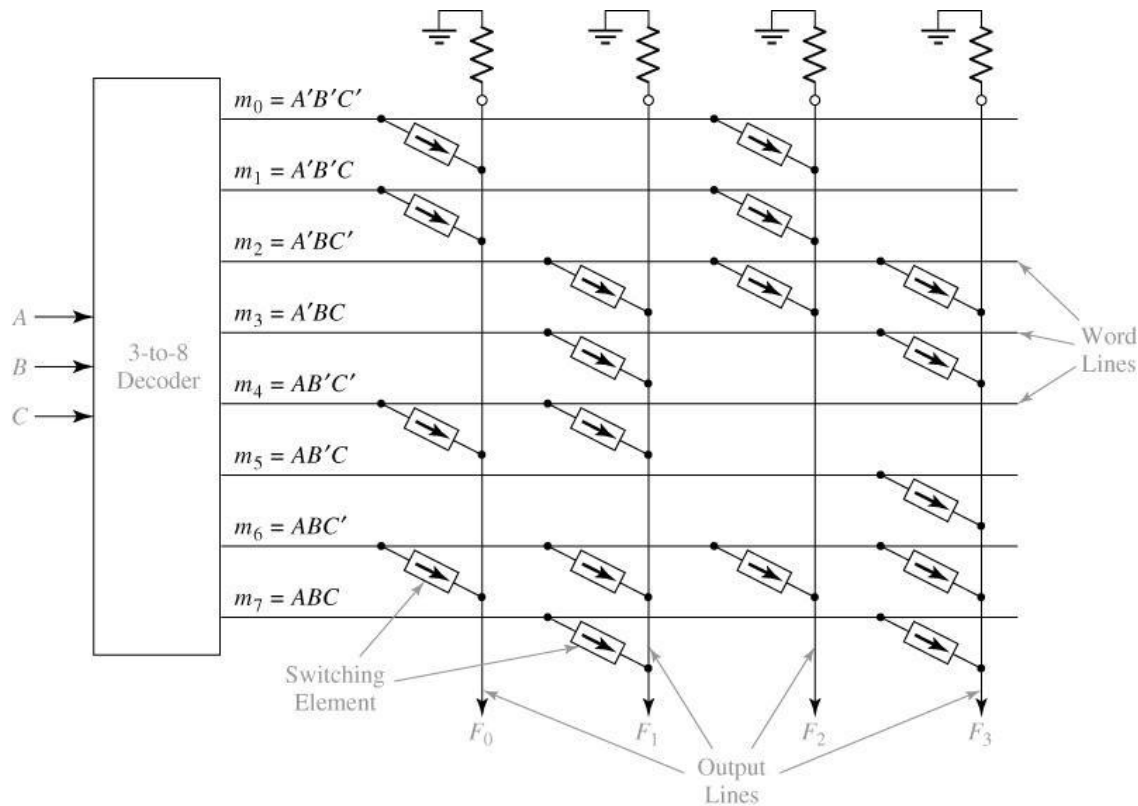 m₀ = A′B′C′
m₁ = A′B′C
m₂ = A′BC′
m₃ = A′BC
m₄ = AB′C′
m₅ = AB′C
m₆ = ABC′
m₇ = ABC
A
B
C
3-to-8
Decoder
Word
Lines
Switching
Element
F₀
F₁
F₂
F₃
Output
Lines